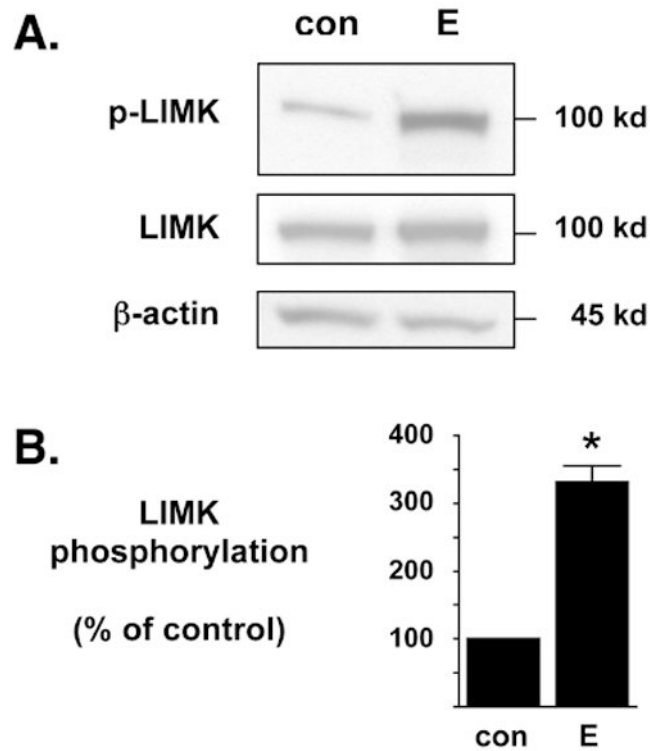 A.
con E
p-LIMK 100 kd
LIMK 100 kd
β-actin 45 kd
B.
LIMK
phosphorylation
(% of control)
400
300
200
100
*
con E